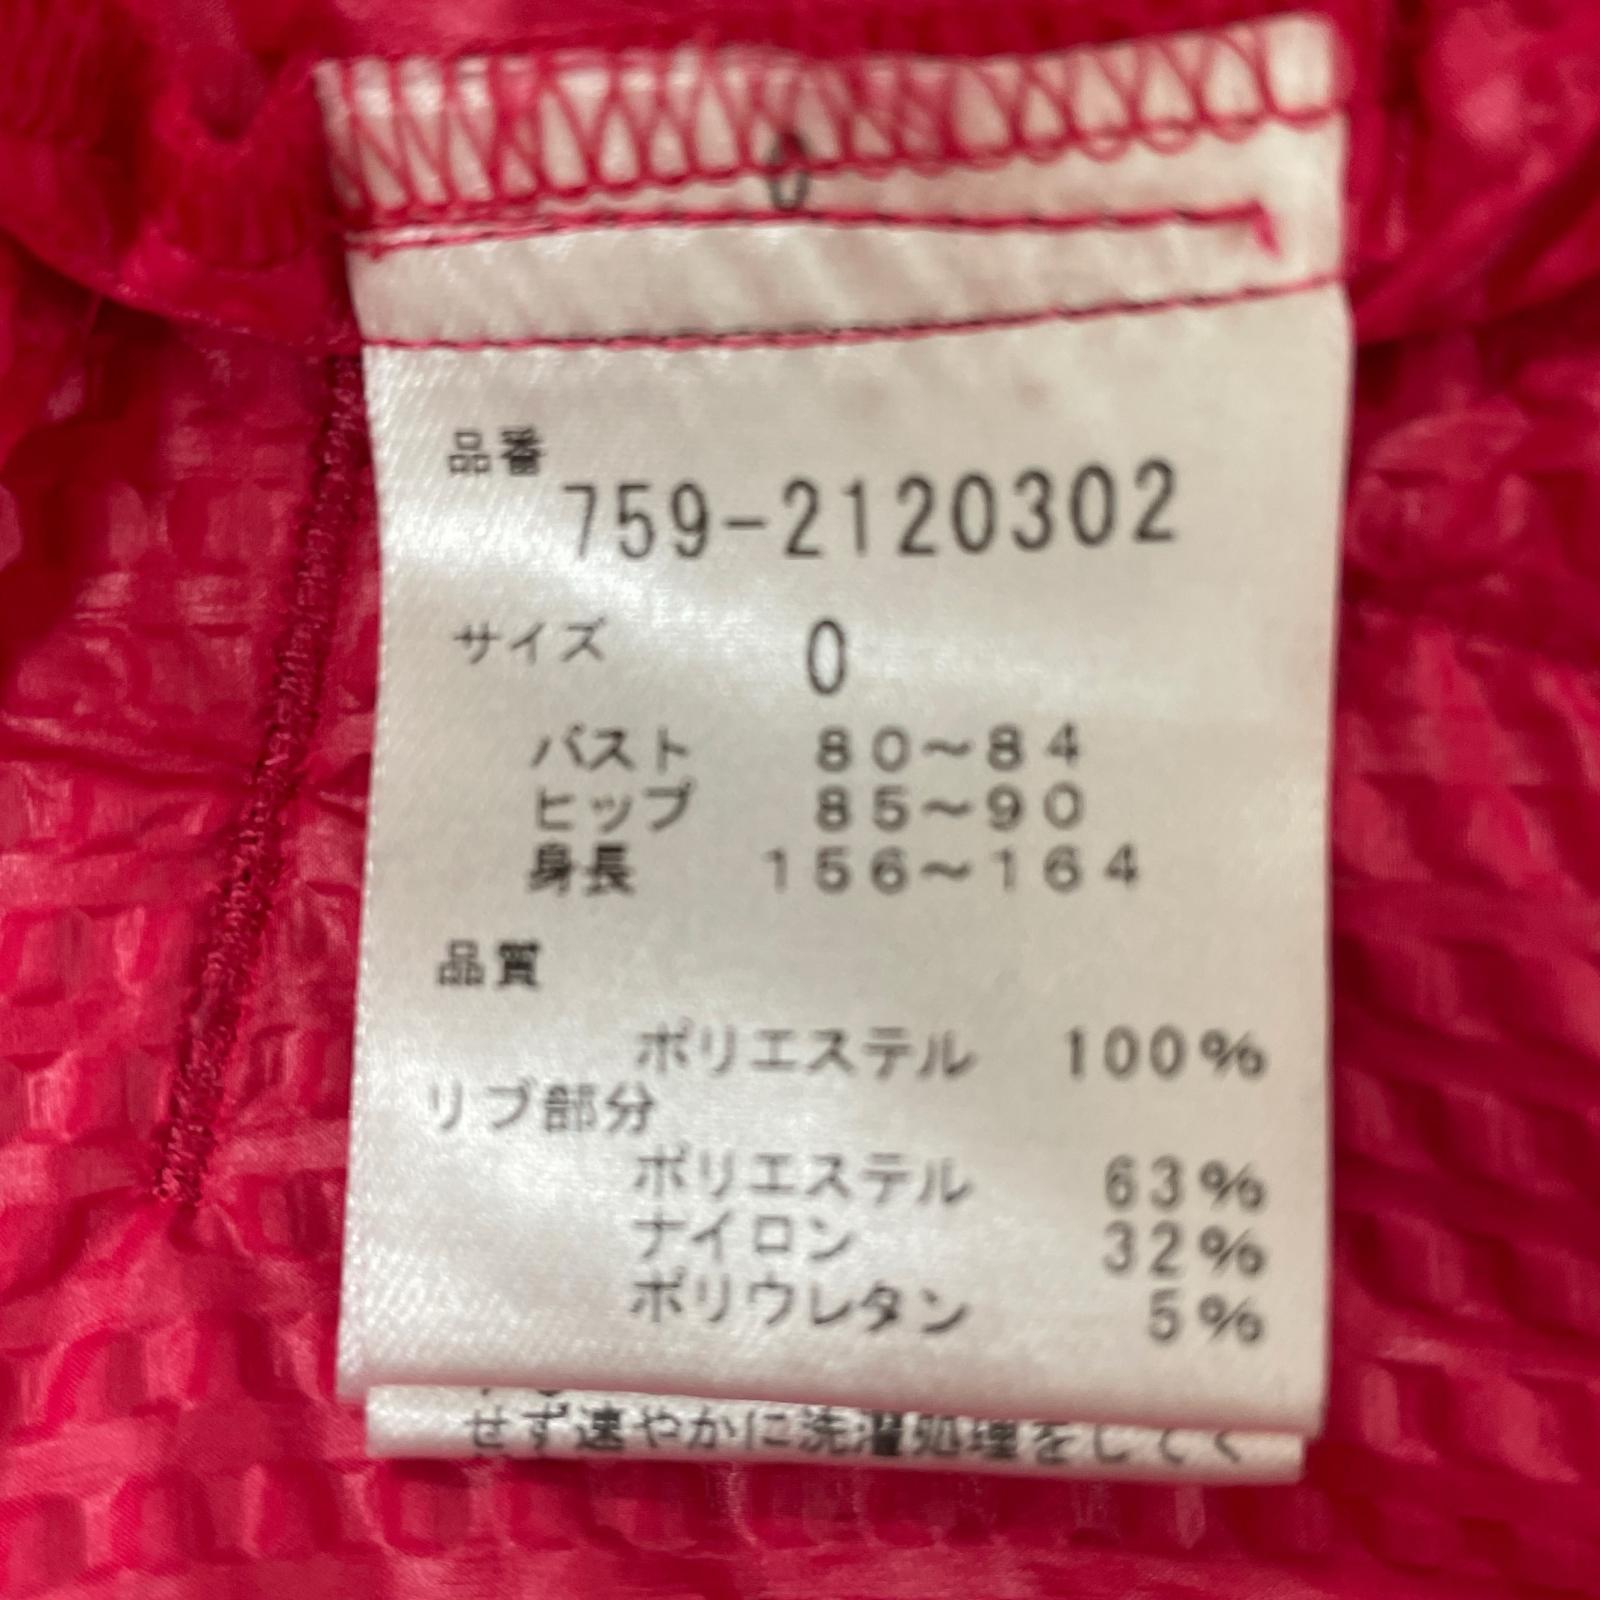 0
品番
759-2120302
サイズ 0
バスト 80~84
ヒップ 85~90
身長 156~164
品質
ポリエステル 100%
リブ部分
ポリエステル 63%
ナイロン 32%
ポリウレタン 5%
せず速やかに洗濯処理をしてく